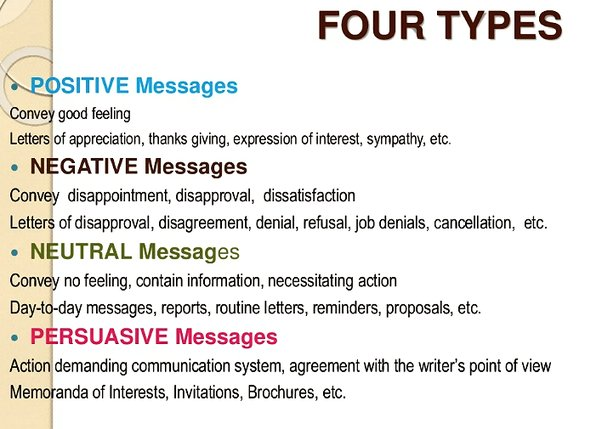 FOUR TYPES
• POSITIVE Messages
Convey good feeling
Letters of appreciation, thanks giving, expression of interest, sympathy, etc.
• NEGATIVE Messages
Convey disappointment, disapproval, dissatisfaction
Letters of disapproval, disagreement, denial, refusal, job denials, cancellation, etc.
• NEUTRAL Messages
Convey no feeling, contain information, necessitating action
Day-to-day messages, reports, routine letters, reminders, proposals, etc.
• PERSUASIVE Messages
Action demanding communication system, agreement with the writer's point of view
Memoranda of Interests, Invitations, Brochures, etc.